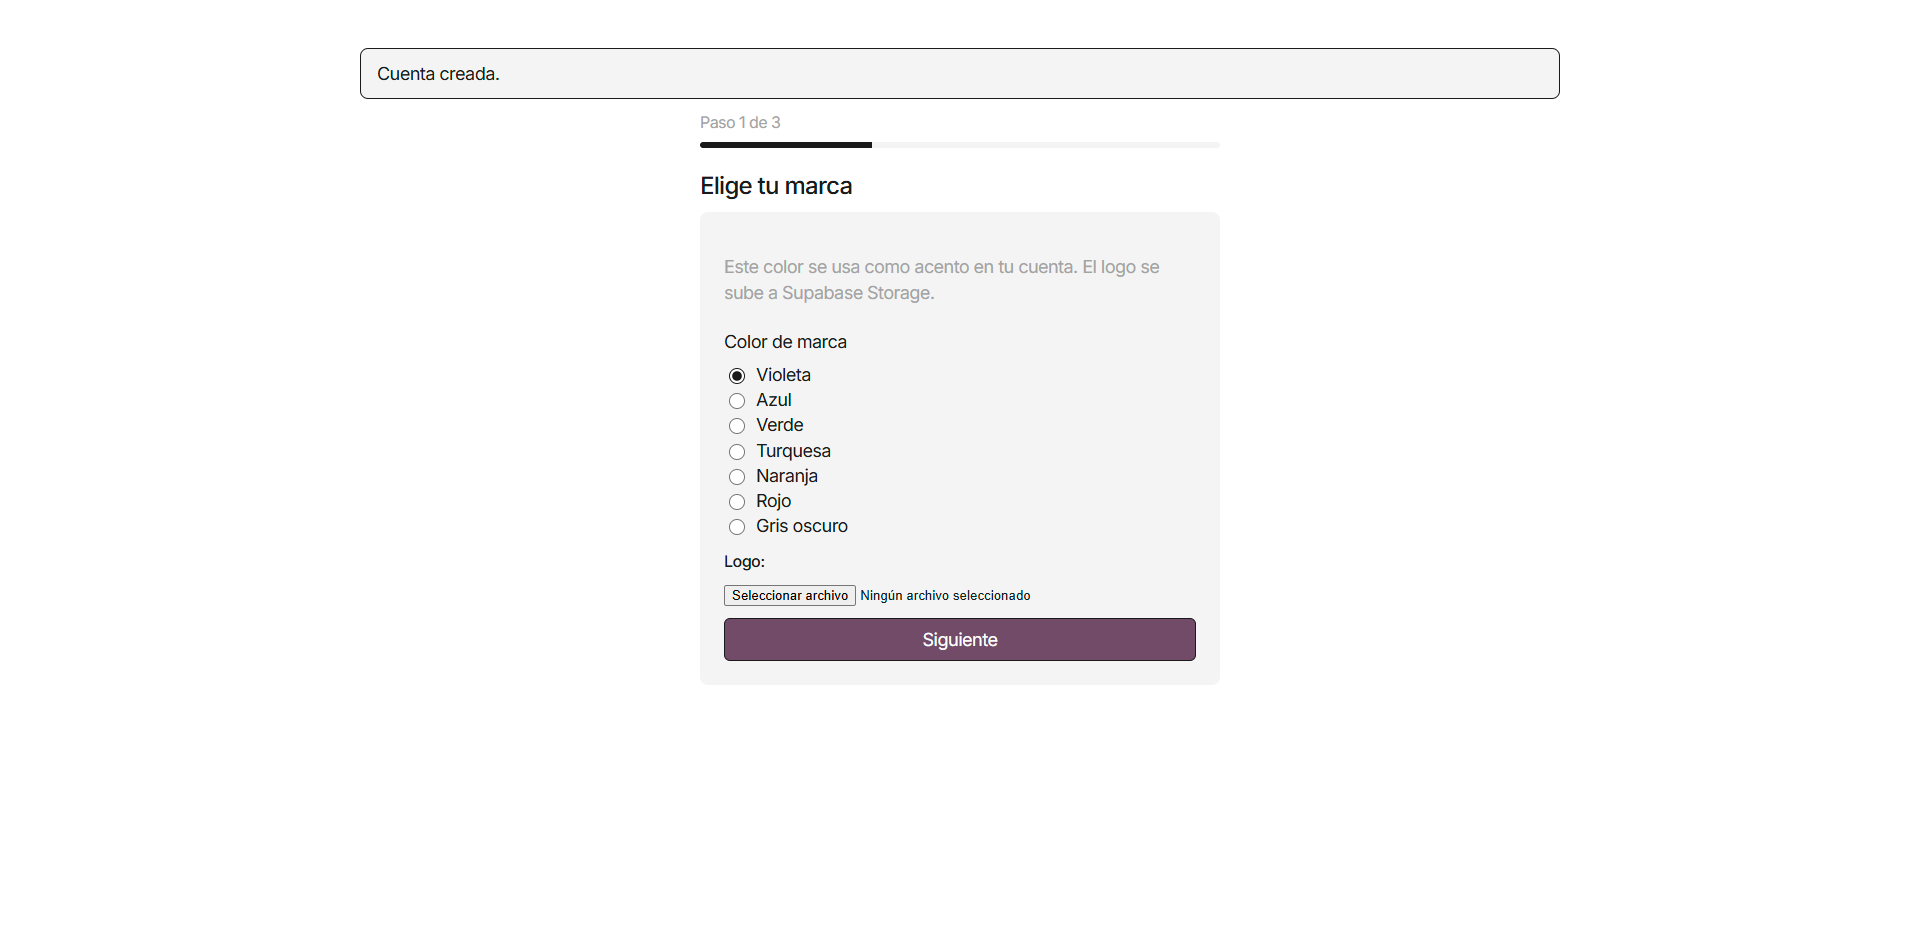 Cuenta creada.
Paso 1 de 3
Elige tu marca
Este color se usa como acento en tu cuenta. El logo se
sube a Supabase Storage.
Color de marca
Violeta
Azul
Verde
Turquesa
Naranja
Rojo
Gris oscuro
Logo:
Seleccionar archivo Ningún archivo seleccionado
Siguiente